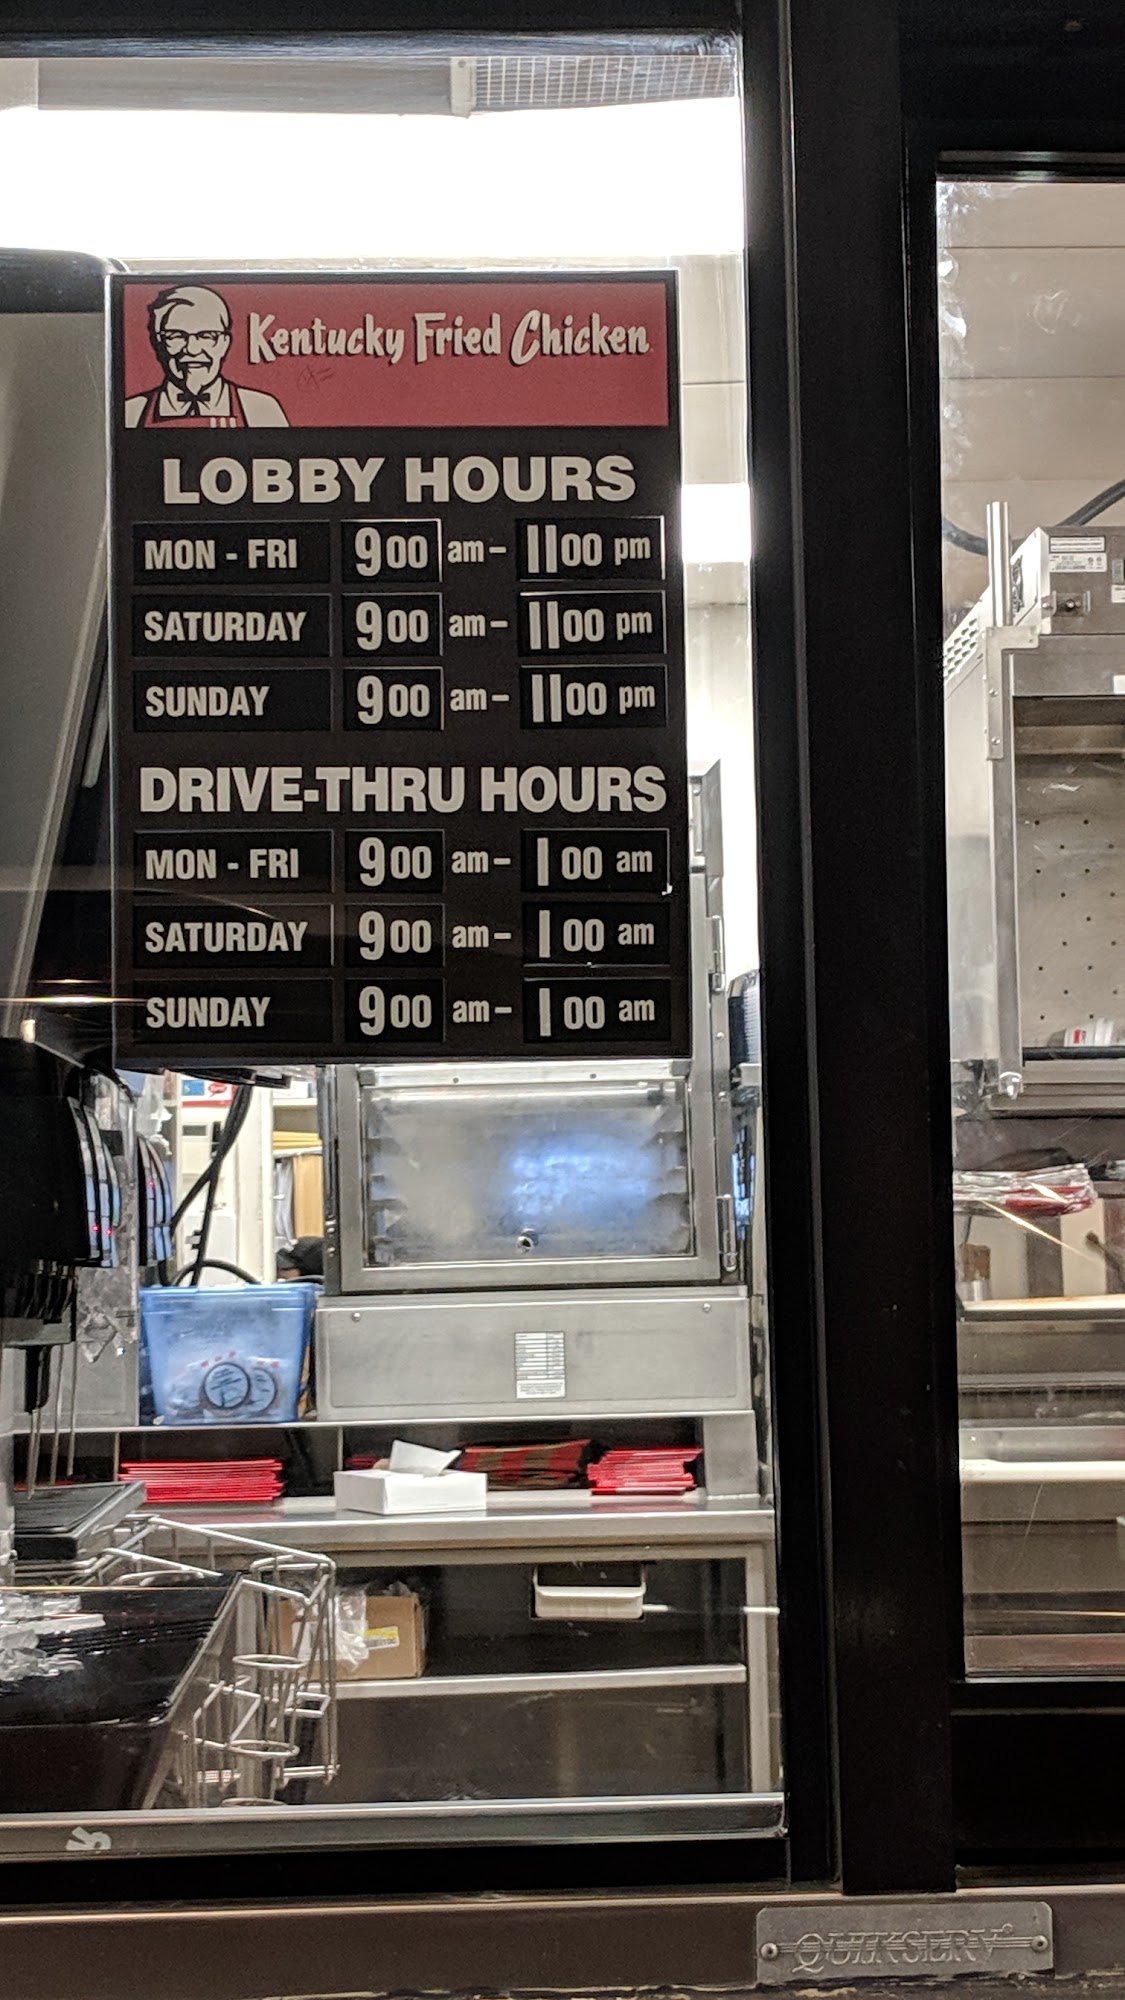 Kentucky Fried Chicken
LOBBY HOURS
MON - FRI 900 am - 1100 pm
SATURDAY 900 am - 1100 pm
SUNDAY 900 am - 1100 pm
DRIVE-THRU HOURS
MON - FRI 900 am - 100 am
SATURDAY 900 am - 100 am
SUNDAY 900 am - 100 am
QUIKSERV